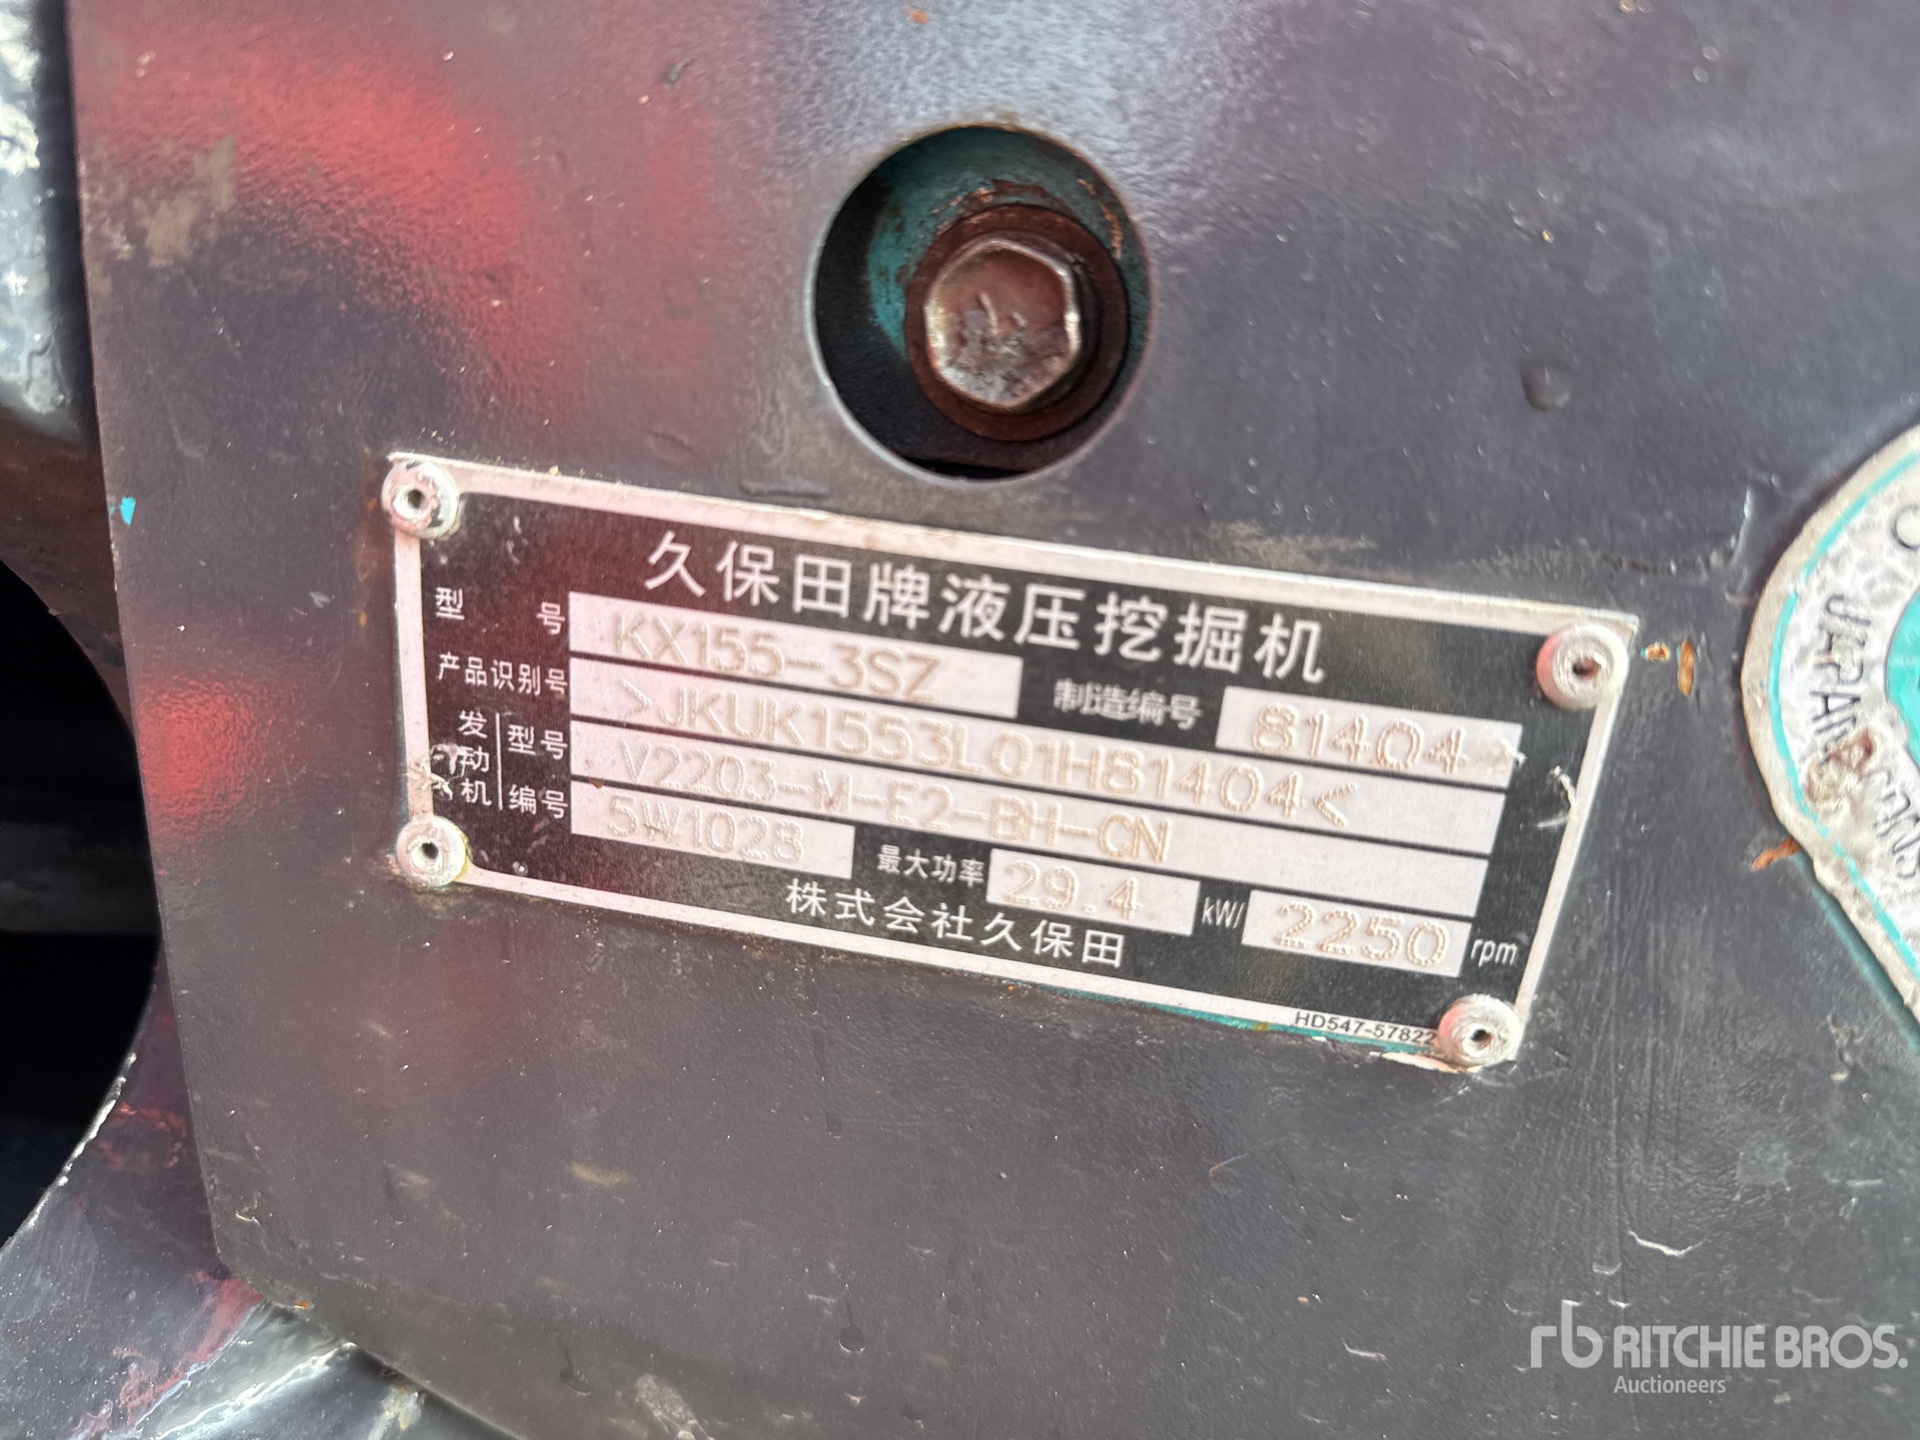 久保田牌液压挖掘机
型号 KX155-3SZ 制造编号 81404
产品识别号 >JKUK1553L01H81404<
发动机 型号 V2203-M-E2-BH-CN
编号 5W1028 最大功率 29.4 kW/ 2250 rpm
株式会社久保田
HD547-57822
JAPAN
rb RITCHIE BROS.
Auctioneers